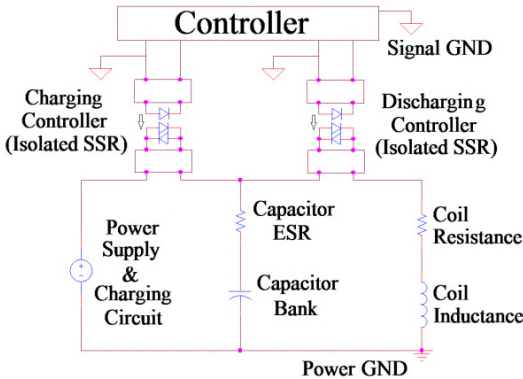 Controller
Signal GND
Charging
Controller
(Isolated SSR)
Discharging
Controller
(Isolated SSR)
Power
Supply
&
Charging
Circuit
Capacitor
ESR
Capacitor
Bank
Coil
Resistance
Coil
Inductance
Power GND